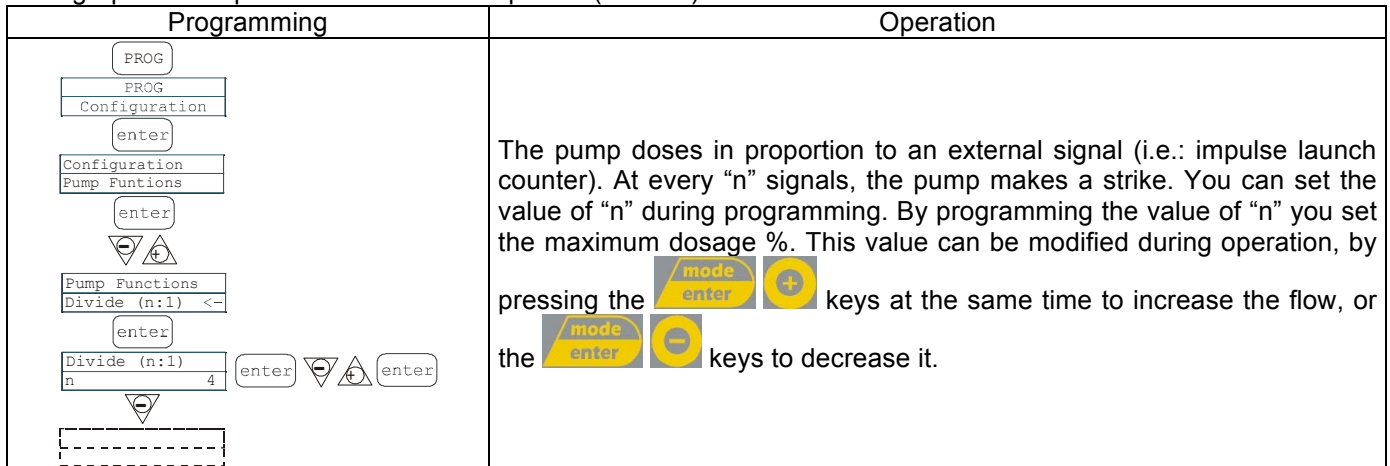 Programming
Operation
PROG
PROG
Configuration
enter
Configuration
Pump Funtions
enter
- +
Pump Functions
Divide (n:1) <-
enter
Divide (n:1)
n 4
enter - + enter
-
The pump doses in proportion to an external signal (i.e.: impulse launch
counter). At every “n” signals, the pump makes a strike. You can set the
value of “n” during programming. By programming the value of “n” you set
the maximum dosage %. This value can be modified during operation, by
pressing the mode enter + keys at the same time to increase the flow, or
the mode enter - keys to decrease it.